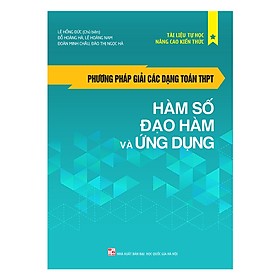 LÊ HỒNG ĐỨC (Chủ biên)
ĐỖ HOÀNG HÀ, LÊ HOÀNG NAM
ĐOÀN MINH CHÂU, ĐÀO THỊ NGỌC HÀ
TÀI LIỆU TỰ HỌC
NÂNG CAO KIẾN THỨC
PHƯƠNG PHÁP GIẢI CÁC DẠNG TOÁN THPT
HÀM SỐ
ĐẠO HÀM
VÀ ỨNG DỤNG
NHÀ XUẤT BẢN ĐẠI HỌC QUỐC GIA HÀ NỘI